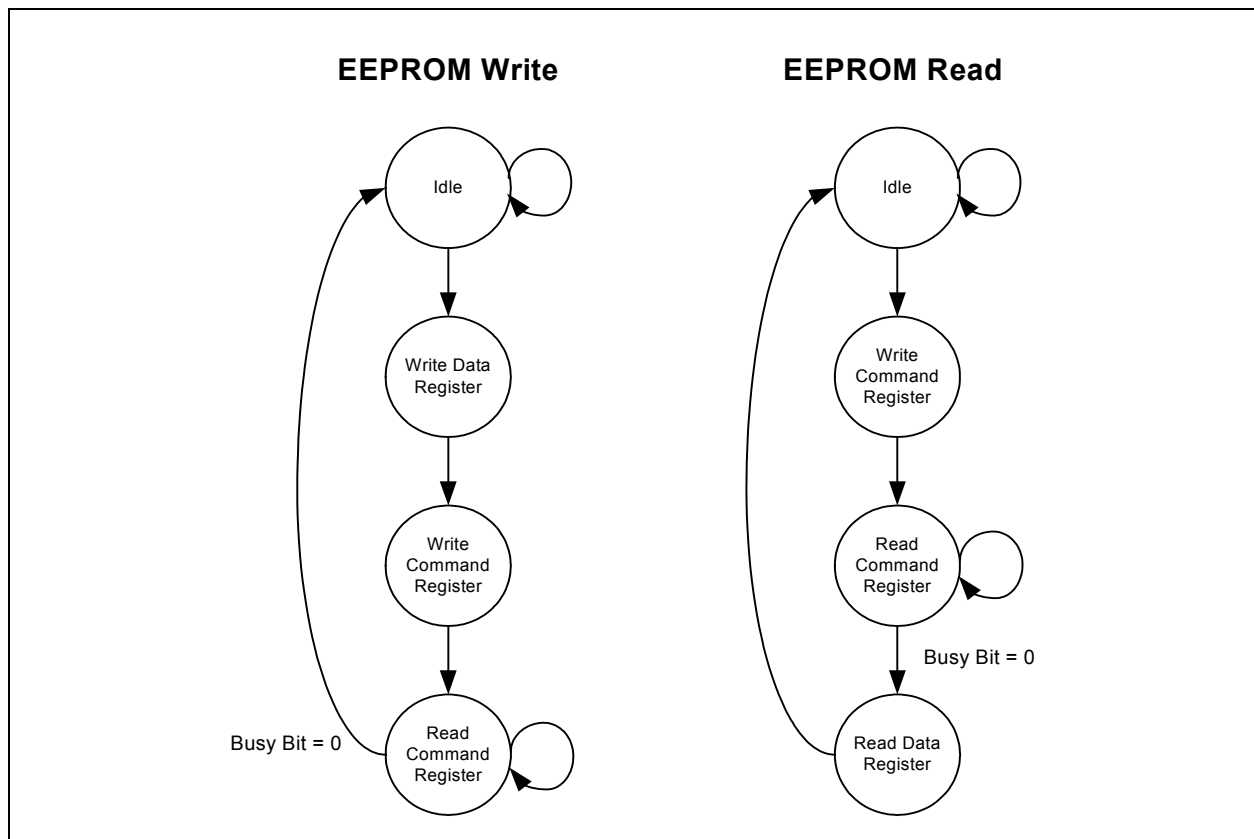 EEPROM Write
Idle
Write Data
Register
Write
Command
Register
Read
Command
Register
Busy Bit = 0
EEPROM Read
Idle
Write
Command
Register
Read
Command
Register
Busy Bit = 0
Read Data
Register